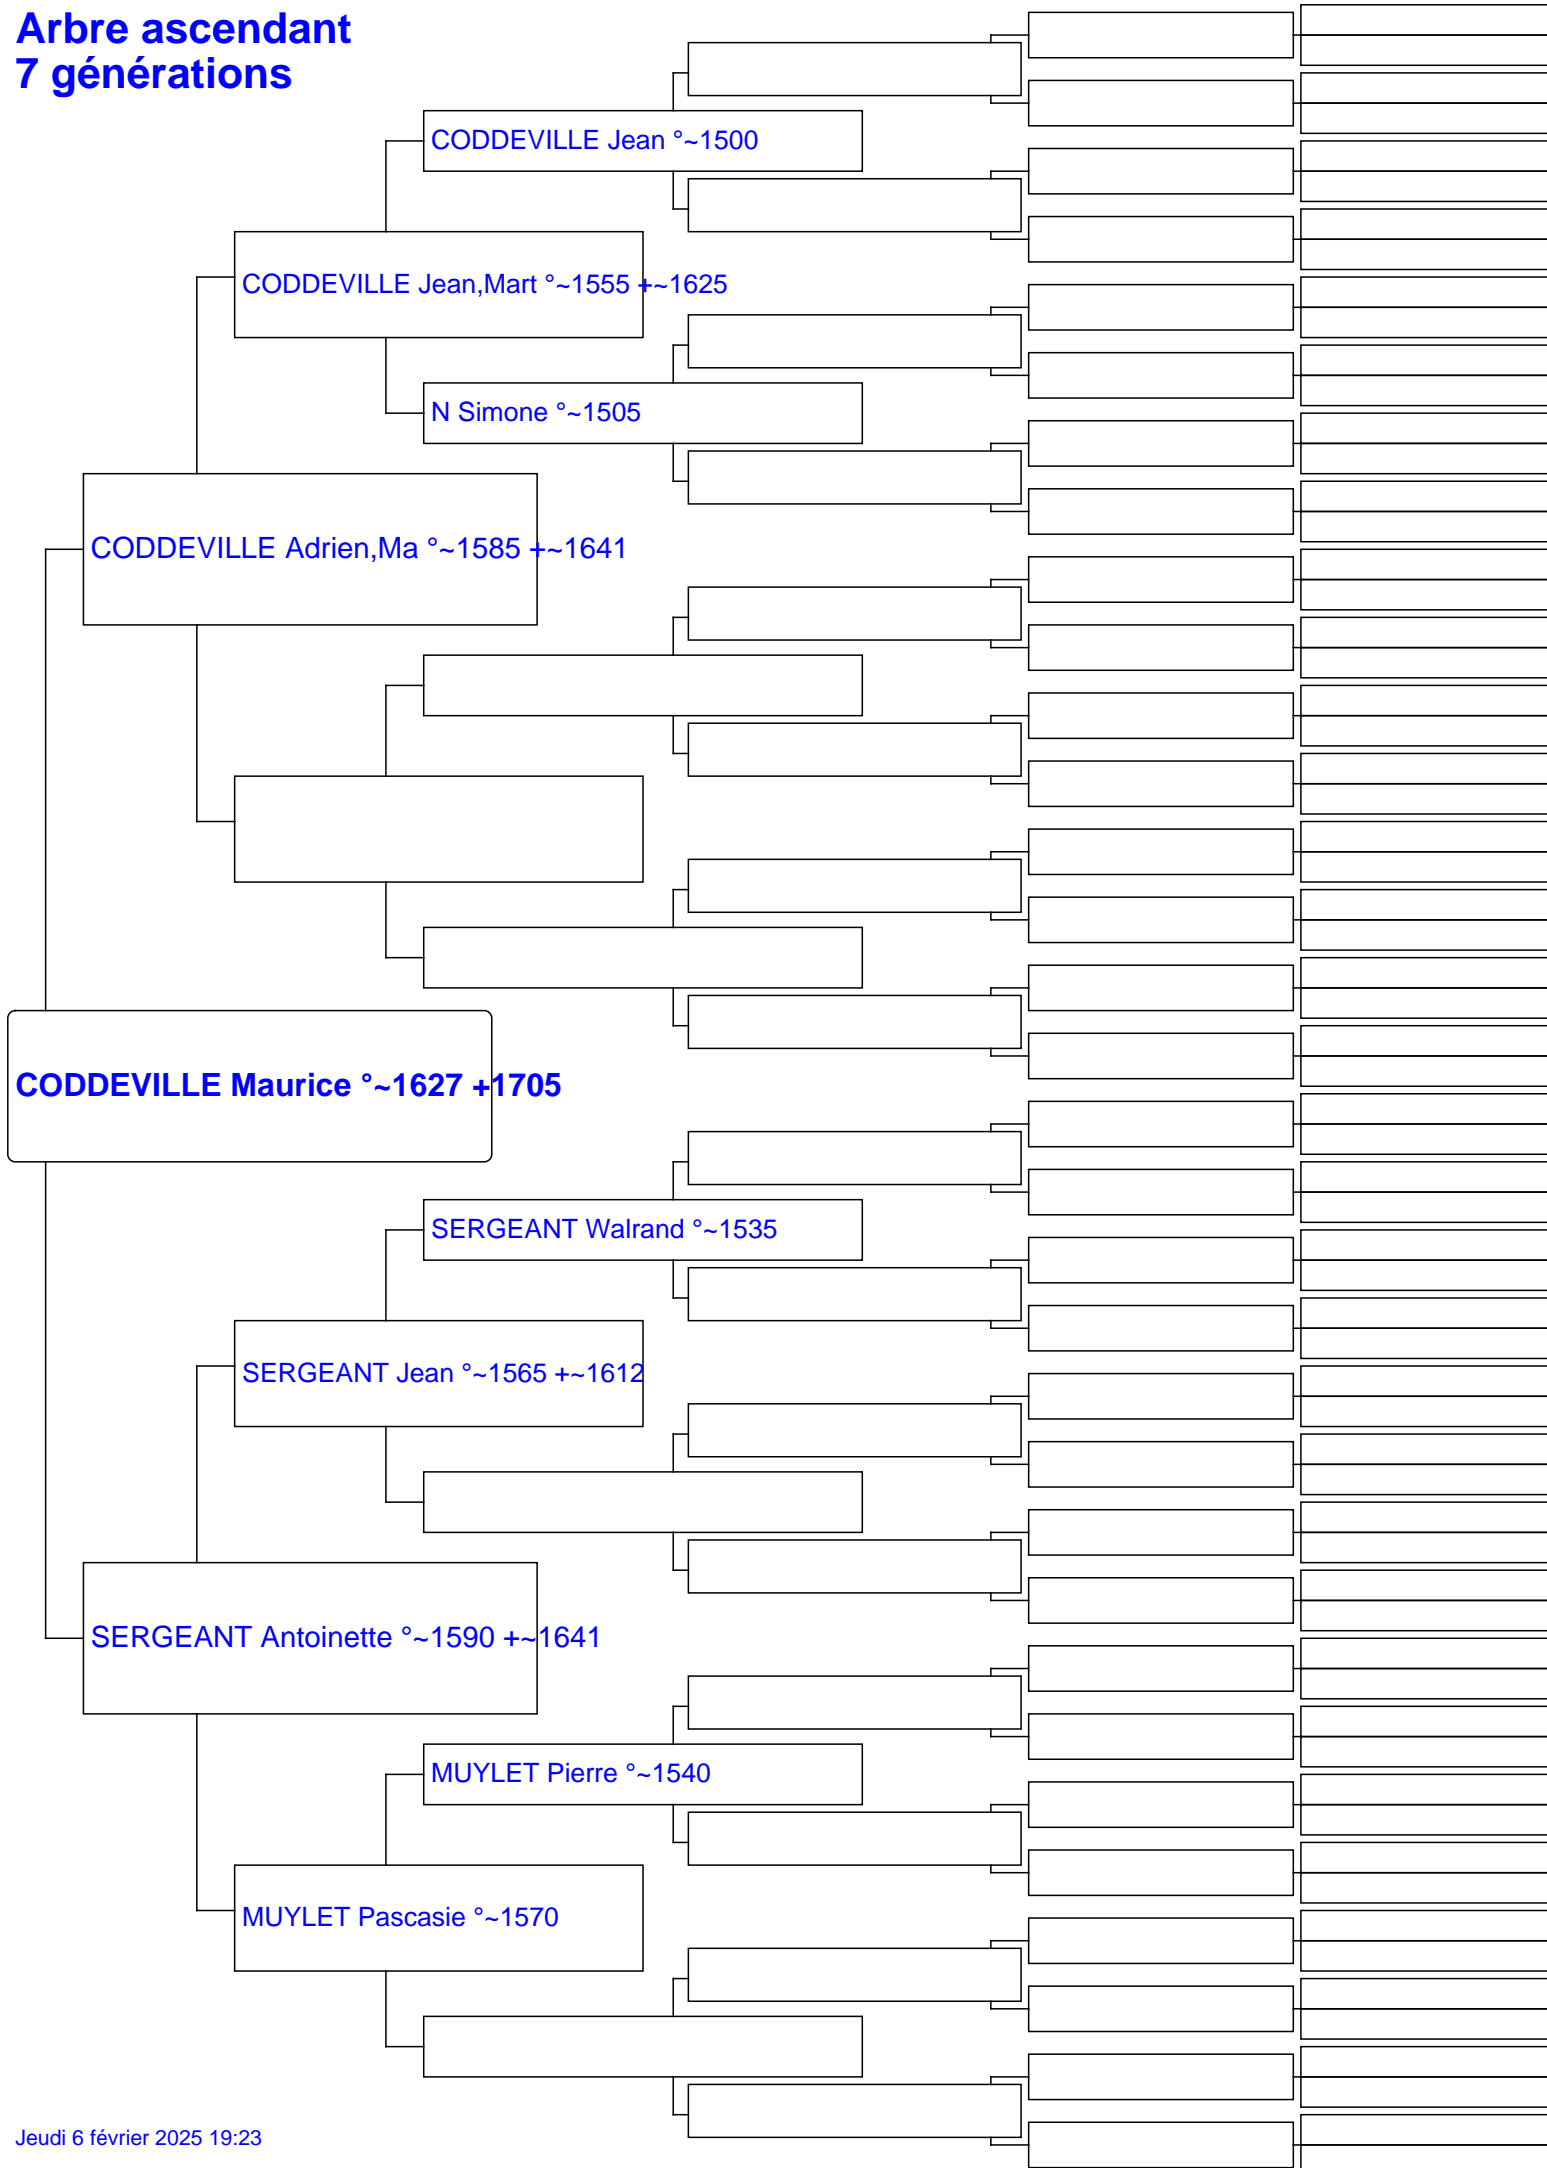 Arbre ascendant
7 générations
CODDEVILLE Jean °~1500
CODDEVILLE Jean,Mart °~1555 +~1625
N Simone °~1505
CODDEVILLE Adrien,Ma °~1585 +~1641
CODDEVILLE Maurice °~1627 +1705
SERGEANT Walrand °~1535
SERGEANT Jean °~1565 +~1612
SERGEANT Antoinette °~1590 +~1641
MUYLET Pierre °~1540
MUYLET Pascasie °~1570
Jeudi 6 février 2025 19:23